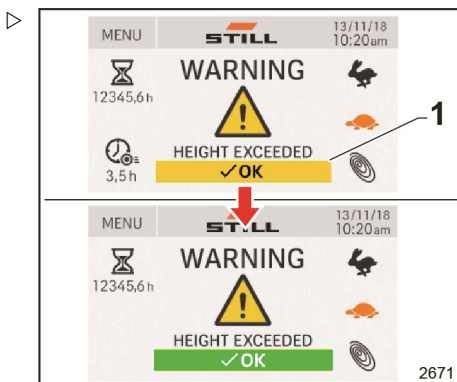 MENU STILL 13/11/18
10:20am
WARNING
12345,6 h
1
HEIGHT EXCEEDED
3,5 h ✓OK
MENU STILL 13/11/18
10:20am
WARNING
12345,6 h
HEIGHT EXCEEDED
✓OK
2671